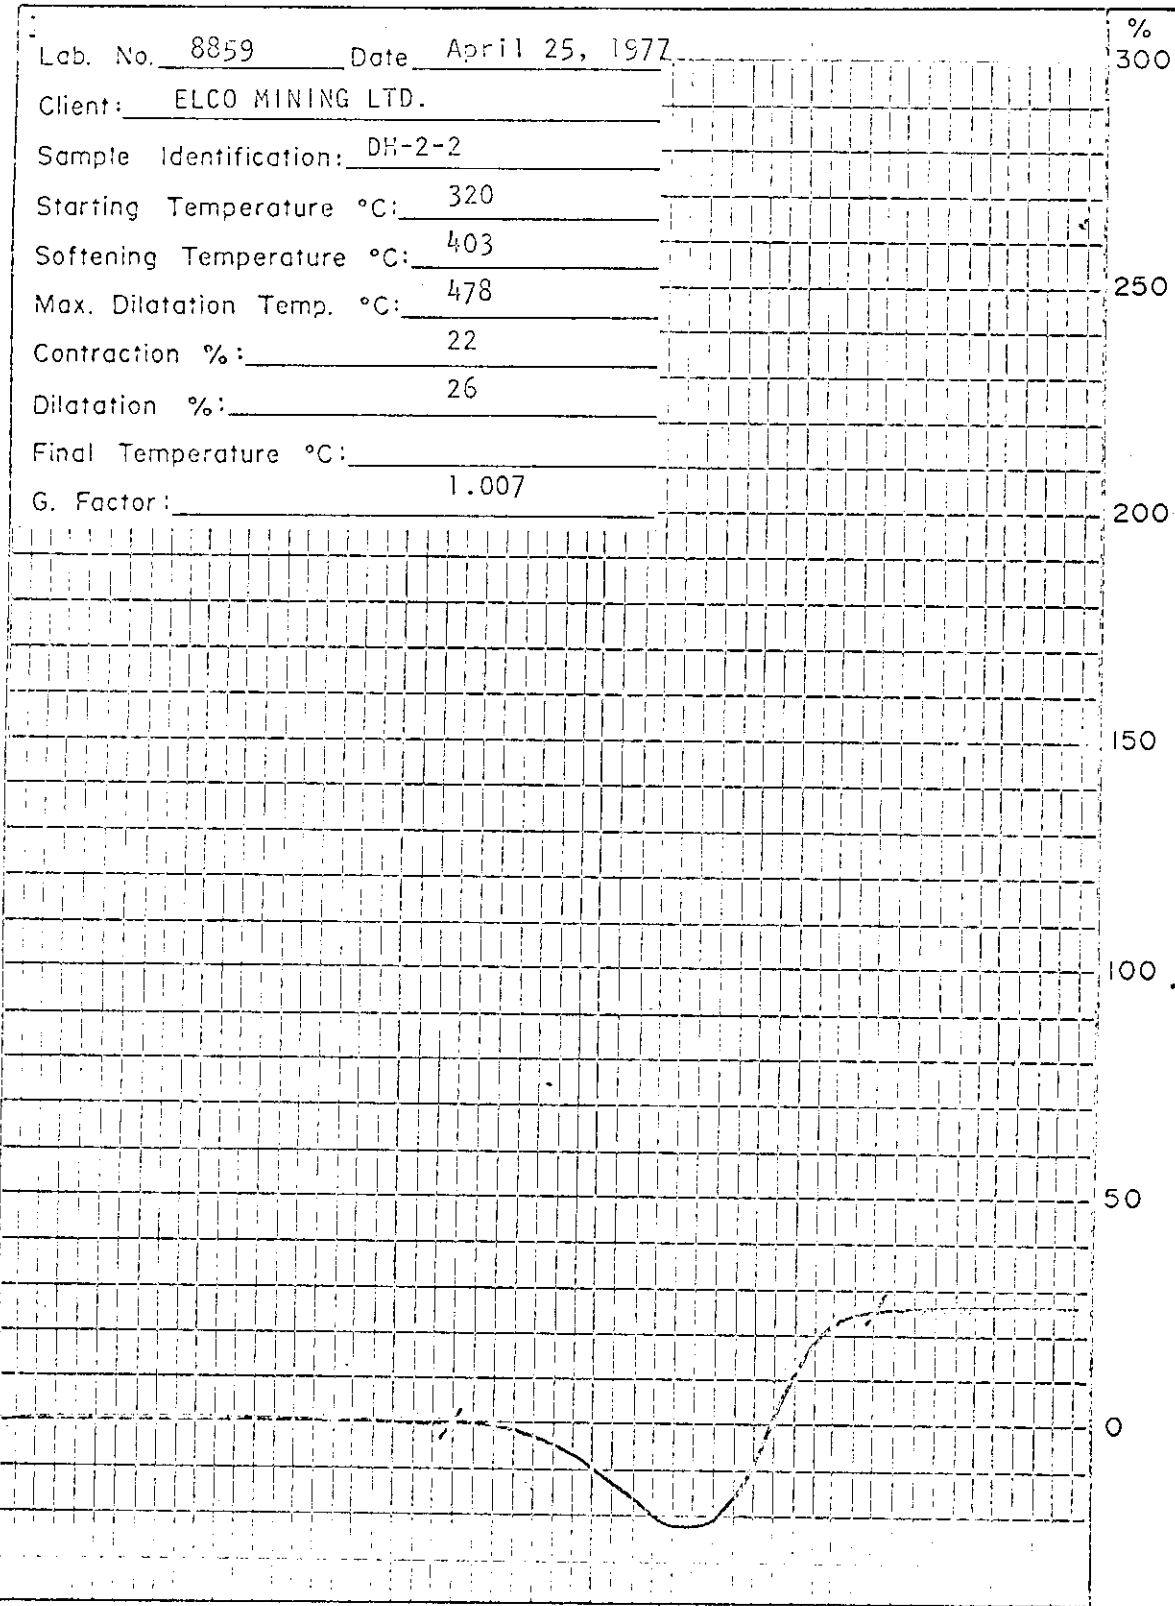 Lab. No. 8859 Date April 25, 1977
Client: ELCO MINING LTD.
Sample Identification: DH-2-2
Starting Temperature °C: 320
Softening Temperature °C: 403
Max. Dilatation Temp. °C: 478
Contraction %: 22
Dilatation %: 26
Final Temperature °C:
G. Factor: 1.007
%
300
250
200
150
100
50
0